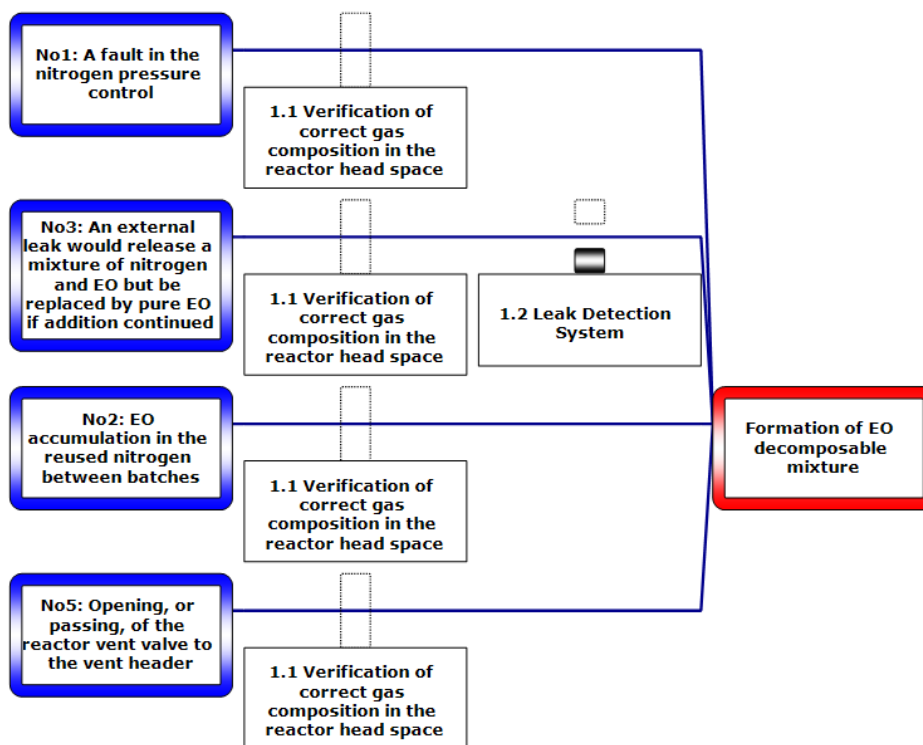 No1: A fault in the
nitrogen pressure
control
1.1 Verification of
correct gas
composition in the
reactor head space
No3: An external
leak would release a
mixture of nitrogen
and EO but be
replaced by pure EO
if addition continued
1.1 Verification of
correct gas
composition in the
reactor head space
1.2 Leak Detection
System
No2: EO
accumulation in the
reused nitrogen
between batches
1.1 Verification of
correct gas
composition in the
reactor head space
Formation of EO
decomposable
mixture
No5: Opening, or
passing, of the
reactor vent valve to
the vent header
1.1 Verification of
correct gas
composition in the
reactor head space